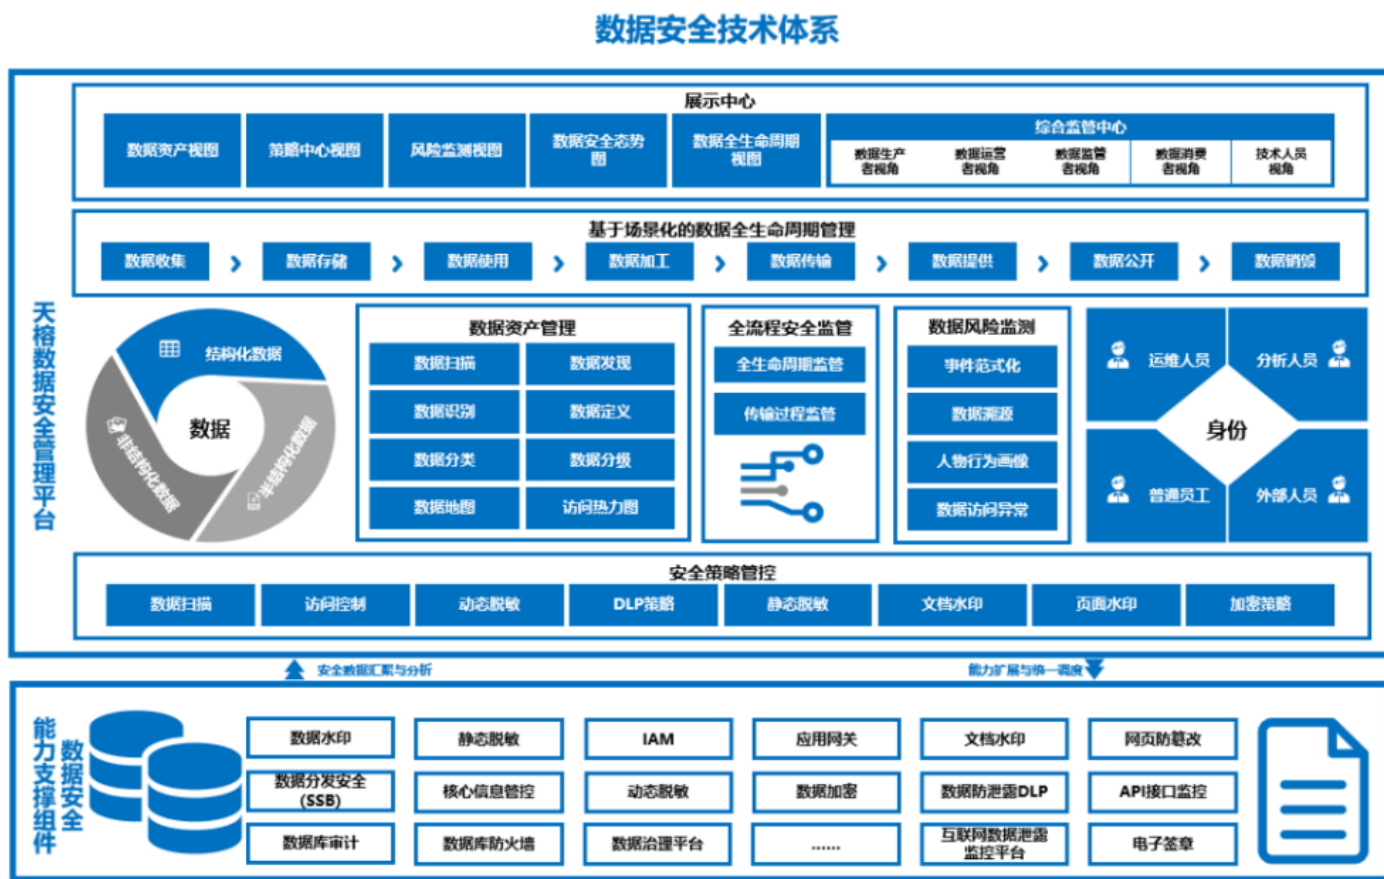 数据安全技术体系
展示中心
数据资产视图
策略中心视图
风险监测视图
数据安全态势
图
数据全生命周期
视图
综合监管中心
数据生产
者视角
数据运营
者视角
数据监管
者视角
数据消费
者视角
技术人员
视角
基于场景化的数据全生命周期管理
数据收集
数据存储
数据使用
数据加工
数据传输
数据提供
数据公开
数据销毁
天榕数据安全管理平台
结构化数据
非结构化数据
半结构化数据
数据
数据资产管理
数据扫描
数据发现
数据识别
数据定义
数据分类
数据分级
数据地图
访问热力图
全流程安全监管
全生命周期监管
传输过程监管
数据风险监测
事件范式化
数据溯源
人物行为画像
数据访问异常
运维人员
分析人员
身份
普通员工
外部人员
安全策略管控
数据扫描
访问控制
动态脱敏
DLP策略
静态脱敏
文档水印
页面水印
加密策略
安全数据汇聚与分析
能力扩展与统一调度
数据安全
能力支撑组件
数据水印
静态脱敏
IAM
应用网关
文档水印
网页防篡改
数据分发安全
(SSB)
核心信息管控
动态脱敏
数据加密
数据防泄露DLP
API接口监控
数据库审计
数据库防火墙
数据治理平台
......
互联网数据泄露
监控平台
电子签章